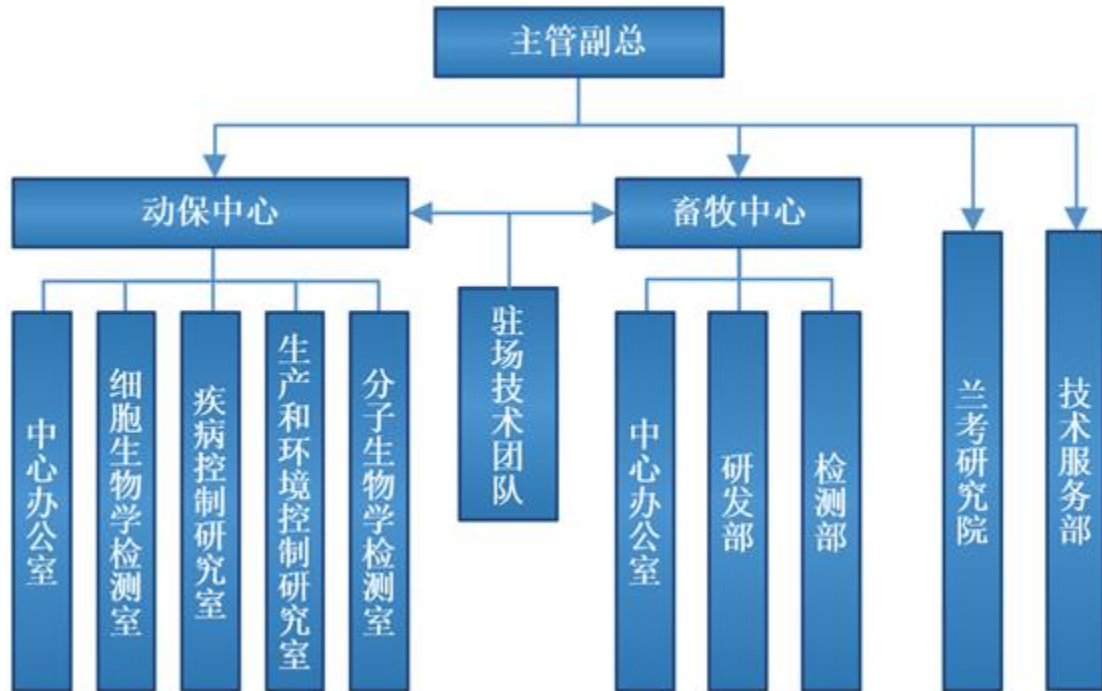 主管副总
动保中心
畜牧中心
中心办公室
细胞生物学检测室
疾病控制研究室
生产和环境控制研究室
分子生物学检测室
驻场技术团队
中心办公室
研发部
检测部
兰考研究院
技术服务部